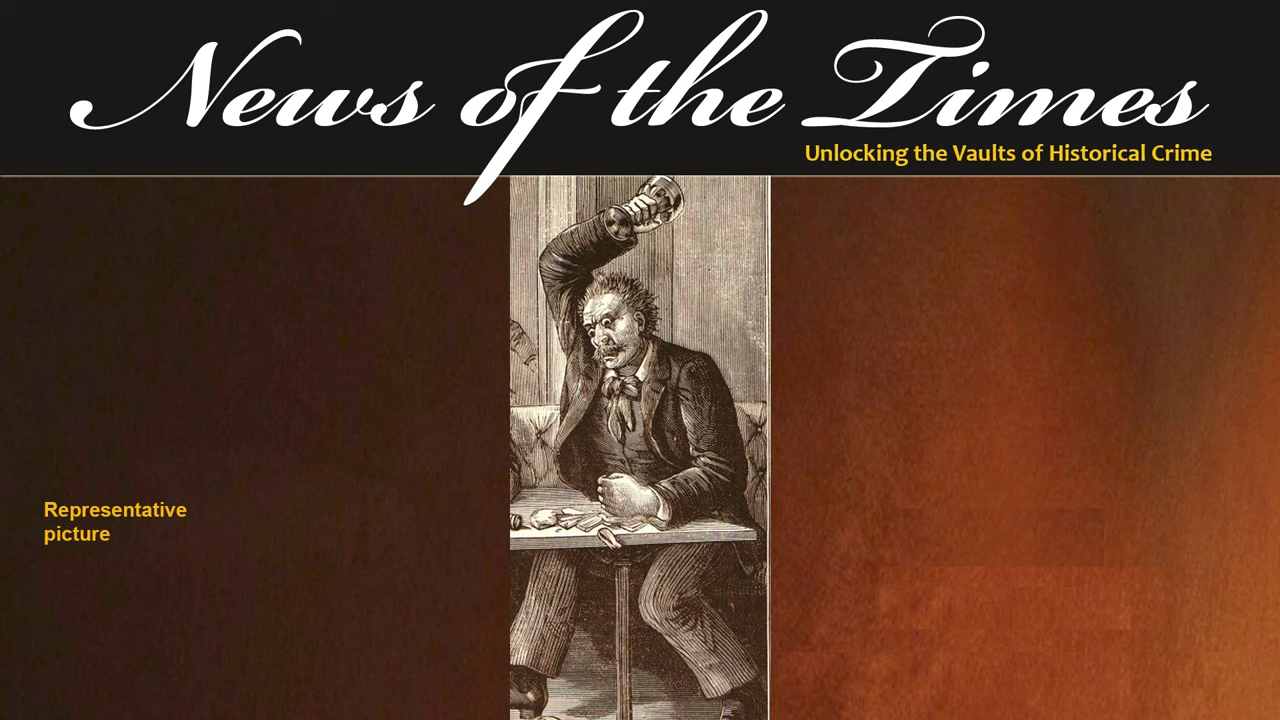 News of the Times
Unlocking the Vaults of Historical Crime
Representative
picture